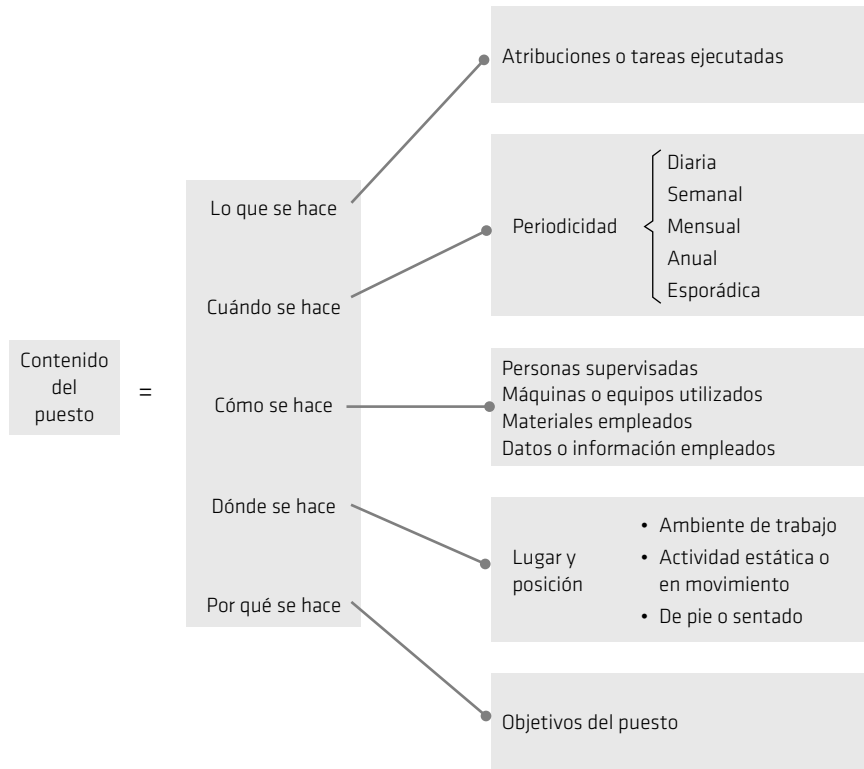 Contenido
del
puesto
=
Lo que se hace
Cuándo se hace
Cómo se hace
Dónde se hace
Por qué se hace
Atribuciones o tareas ejecutadas
Periodicidad
Diaria
Semanal
Mensual
Anual
Esporádica
Personas supervisadas
Máquinas o equipos utilizados
Materiales empleados
Datos o información empleados
Lugar y
posición
• Ambiente de trabajo
• Actividad estática o
en movimiento
• De pie o sentado
Objetivos del puesto